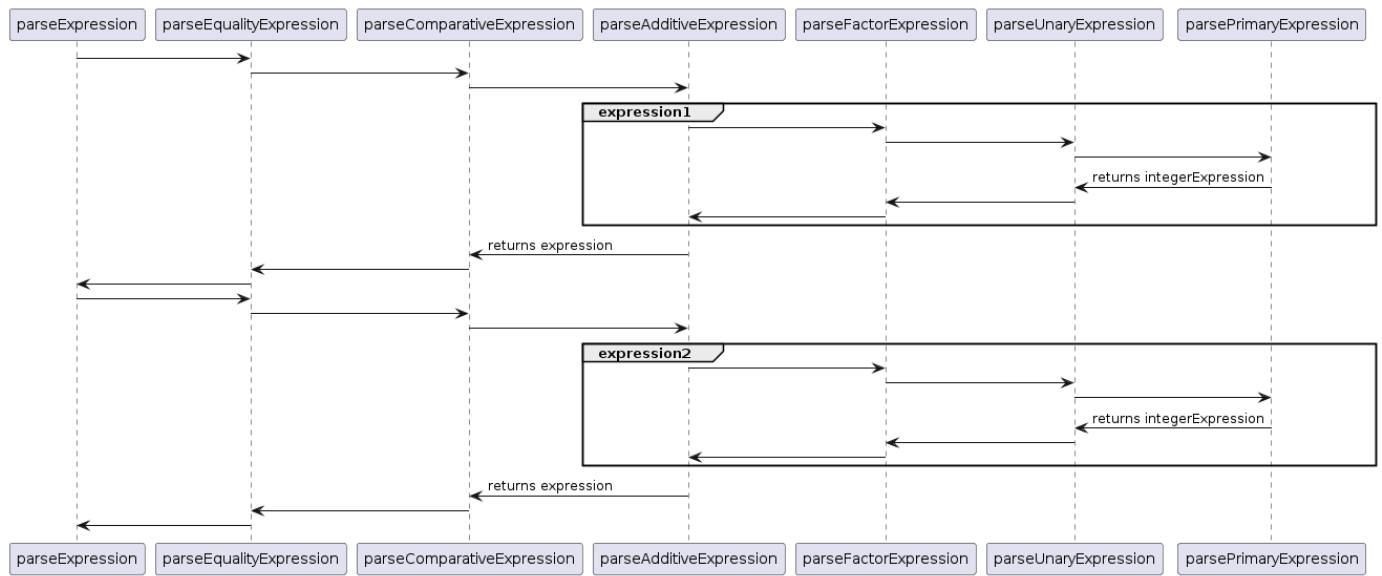 parseExpression parseEqualityExpression parseComparativeExpression parseAdditiveExpression parseFactorExpression parseUnaryExpression parsePrimaryExpression
expression1
returns integerExpression
returns expression
expression2
returns integerExpression
returns expression
parseExpression parseEqualityExpression parseComparativeExpression parseAdditiveExpression parseFactorExpression parseUnaryExpression parsePrimaryExpression